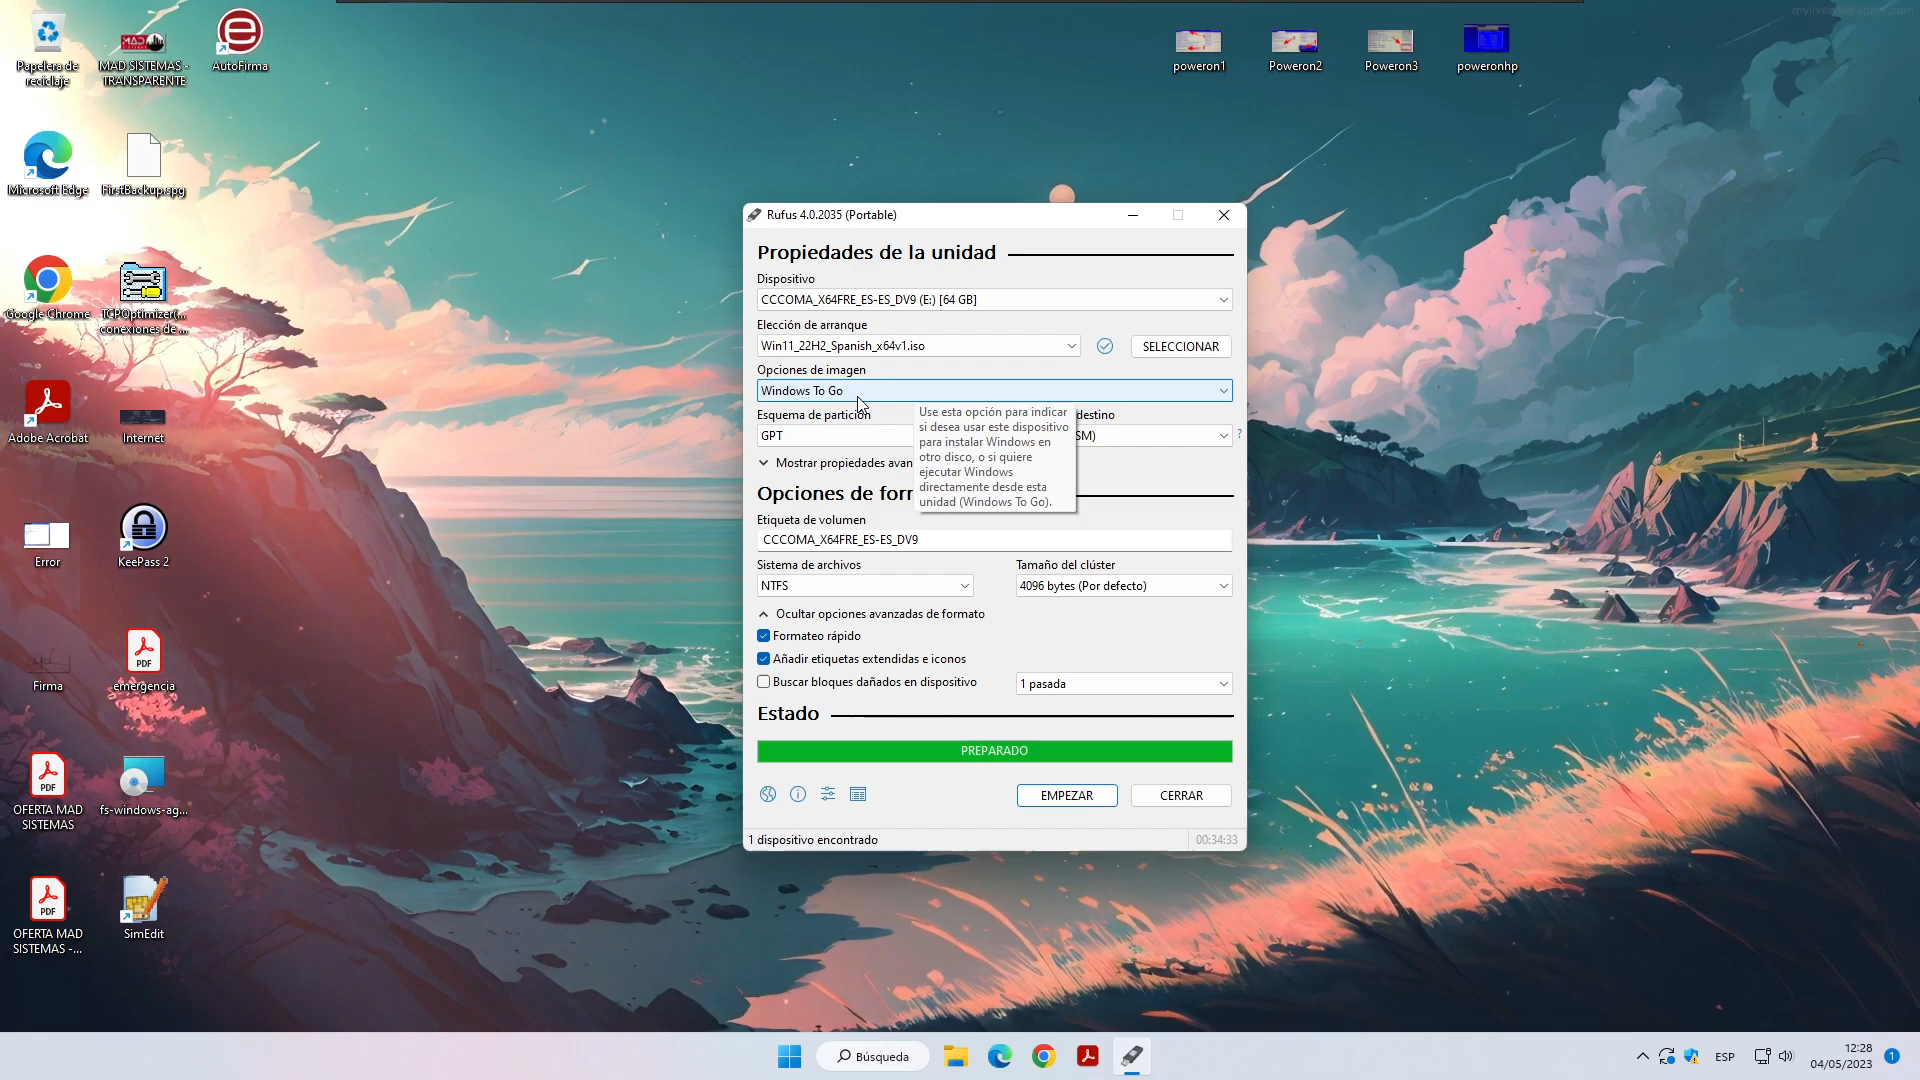 mylivewallpapers.com
Papelera de
reciclaje
MAD SISTEMAS -
TRANSPARENTE
AutoFirma
poweron1
Poweron2
Poweron3
poweronhp
Microsoft Edge
FirstBackup.spg
Google Chrome
TCPOptimizer(...
conexiones de ...
Adobe Acrobat
Internet
Error
KeePass 2
Firma
PDF
emergencia
PDF
OFERTA MAD
SISTEMAS
fs-windows-ag...
PDF
OFERTA MAD
SISTEMAS -...
SimEdit
Rufus 4.0.2035 (Portable)
Propiedades de la unidad
Dispositivo
CCCOMA_X64FRE_ES-ES_DV9 (E:) [64 GB]
Elección de arranque
Win11_22H2_Spanish_x64v1.iso
SELECCIONAR
Opciones de imagen
Windows To Go
Esquema de partición
destino
GPT
SM)
?
Use esta opción para indicar
si desea usar este dispositivo
para instalar Windows en
otro disco, o si quiere
ejecutar Windows
directamente desde esta
unidad (Windows To Go).
Mostrar propiedades avan
Opciones de for
Etiqueta de volumen
CCCOMA_X64FRE_ES-ES_DV9
Sistema de archivos
Tamaño del clúster
NTFS
4096 bytes (Por defecto)
Ocultar opciones avanzadas de formato
Formateo rápido
Añadir etiquetas extendidas e iconos
Buscar bloques dañados en dispositivo
1 pasada
Estado
PREPARADO
EMPEZAR
CERRAR
1 dispositivo encontrado
00:34:33
Búsqueda
ESP
12:28
04/05/2023
1